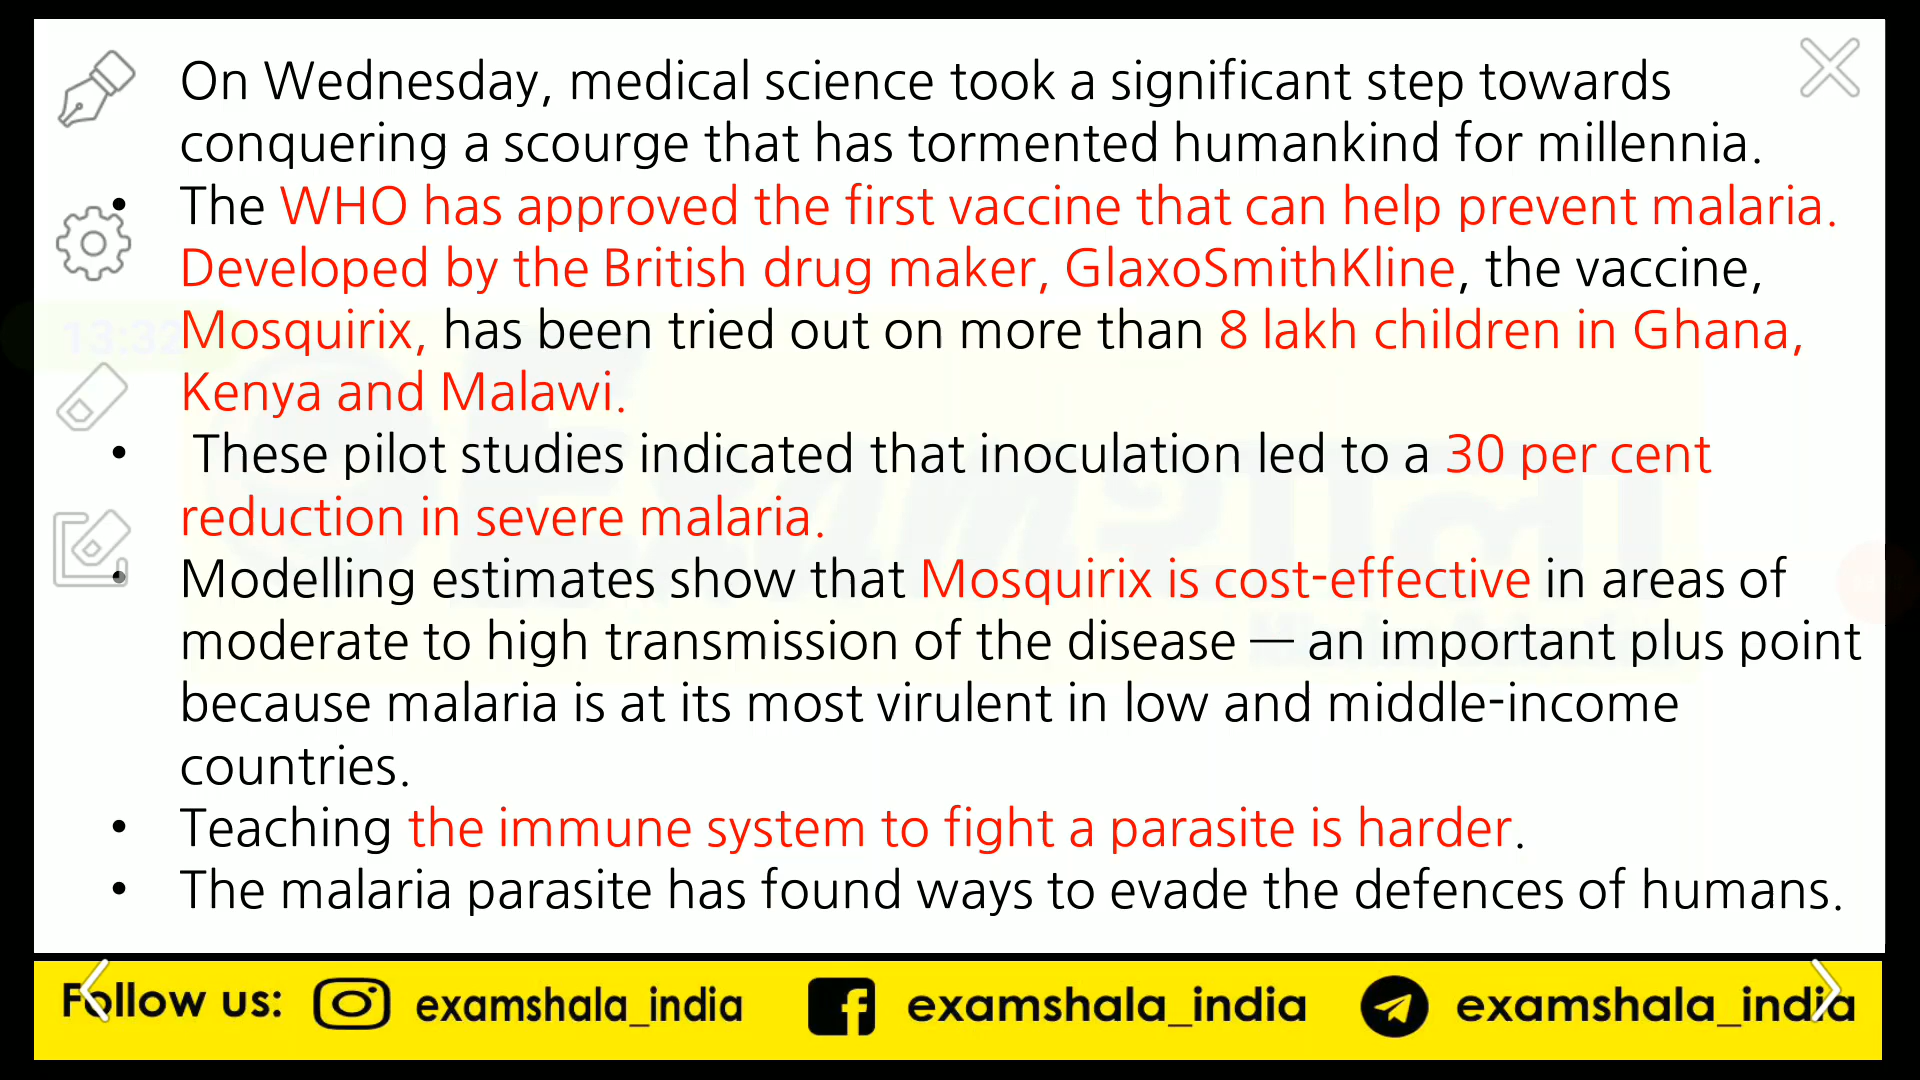 On Wednesday, medical science took a significant step towards
conquering a scourge that has tormented humankind for millennia.
• The WHO has approved the first vaccine that can help prevent malaria.
Developed by the British drug maker, GlaxoSmithKline, the vaccine,
Mosquirix, has been tried out on more than 8 lakh children in Ghana,
Kenya and Malawi.
• These pilot studies indicated that inoculation led to a 30 per cent
reduction in severe malaria.
• Modelling estimates show that Mosquirix is cost-effective in areas of
moderate to high transmission of the disease — an important plus point
because malaria is at its most virulent in low and middle-income
countries.
• Teaching the immune system to fight a parasite is harder.
• The malaria parasite has found ways to evade the defences of humans.
13:32
Examशाला
Follow us: examshala_india examshala_india examshala_india